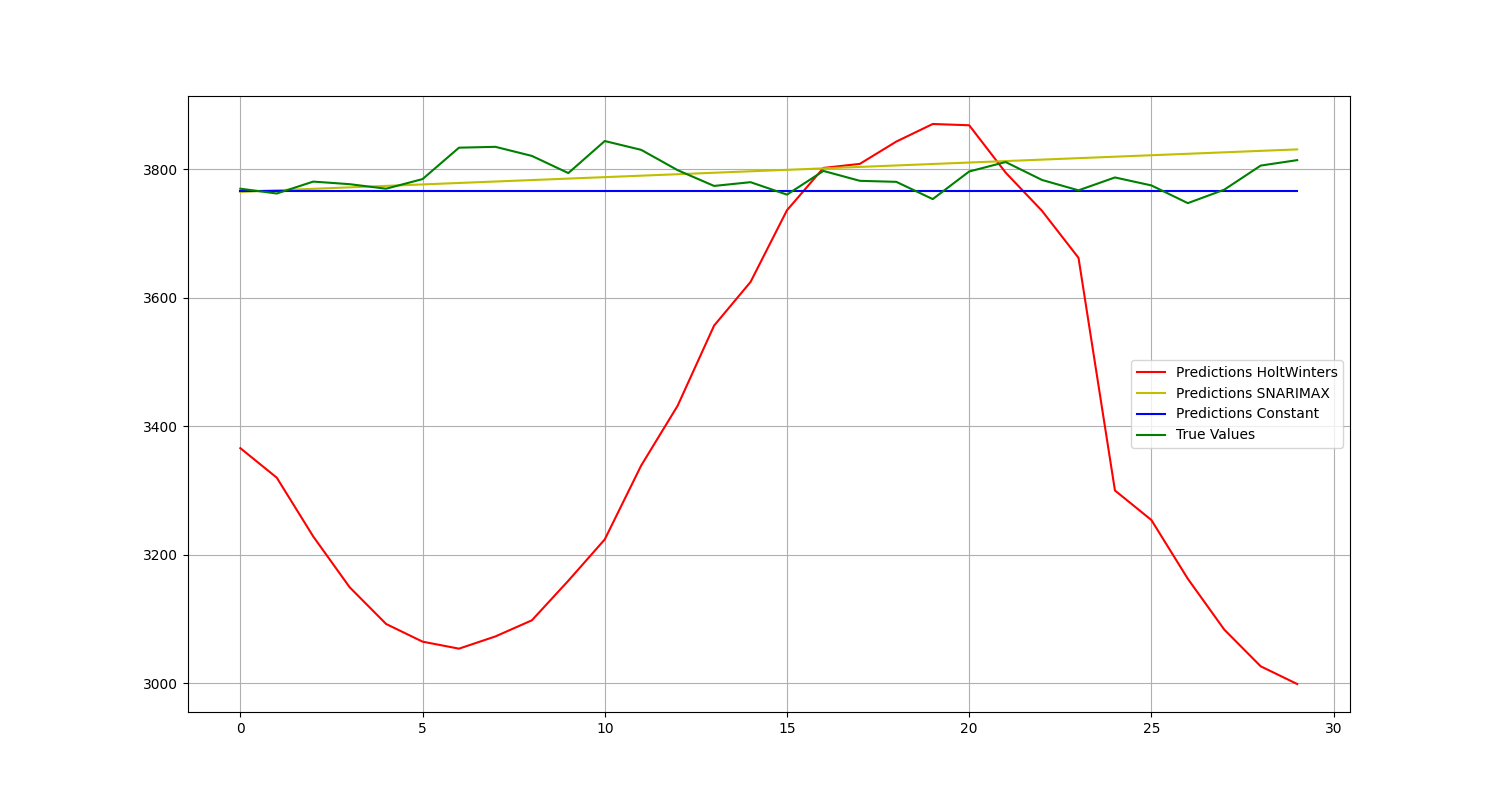 3800
3600
3400
3200
3000
0 5 10 15 20 25 30
Predictions HoltWinters
Predictions SNARIMAX
Predictions Constant
True Values